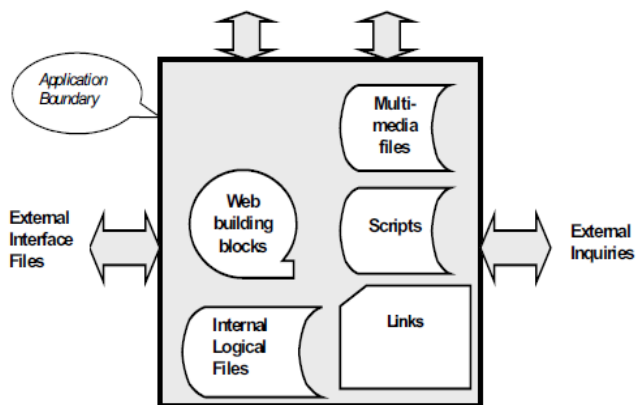 Application
Boundary
Multi-
media
files
Web
building
blocks
Scripts
External
Interface
Files
External
Inquiries
Internal
Logical
Files
Links